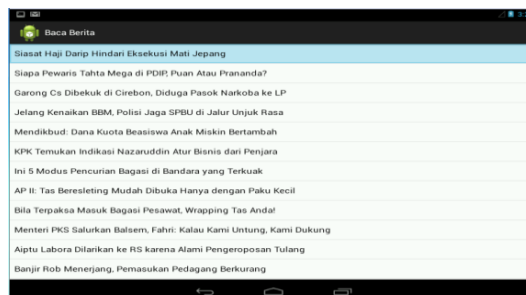 Baca Berita
Siasat Haji Darip Hindari Eksekusi Mati Jepang
Siapa Pewaris Tahta Mega di PDIP, Puan Atau Prananda?
Garong Cs Dibekuk di Cirebon, Diduga Pasok Narkoba ke LP
Jelang Kenaikan BBM, Polisi Jaga SPBU di Jalur Unjuk Rasa
Mendikbud: Dana Kuota Beasiswa Anak Miskin Bertambah
KPK Temukan Indikasi Nazaruddin Atur Bisnis dari Penjara
Ini 5 Modus Pencurian Bagasi di Bandara yang Terkuak
AP II: Tas Beresleting Mudah Dibuka Hanya dengan Paku Kecil
Bila Terpaksa Masuk Bagasi Pesawat, Wrapping Tas Anda!
Menteri PKS Salurkan Balsem, Fahri: Kalau Kami Untung, Kami Dukung
Aiptu Labora Dilarikan ke RS karena Alami Pengeroposan Tulang
Banjir Rob Menerjang, Pemasukan Pedagang Berkurang